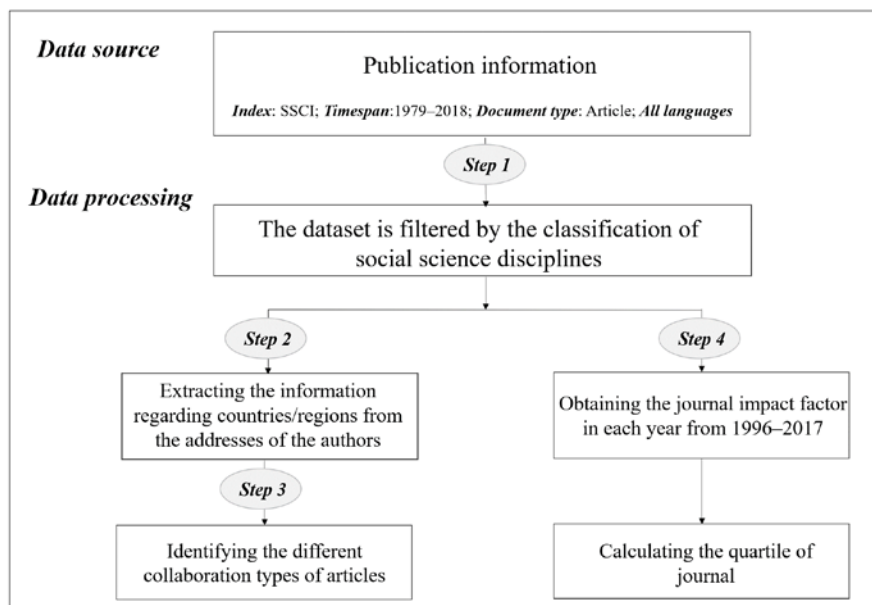 Data source
Publication information
Index: SSCI; Timespan:1979–2018; Document type: Article; All languages
Step 1
Data processing
The dataset is filtered by the classification of
social science disciplines
Step 2
Step 4
Extracting the information
regarding countries/regions from
the addresses of the authors
Obtaining the journal impact factor
in each year from 1996–2017
Step 3
Identifying the different
collaboration types of articles
Calculating the quartile of
journal